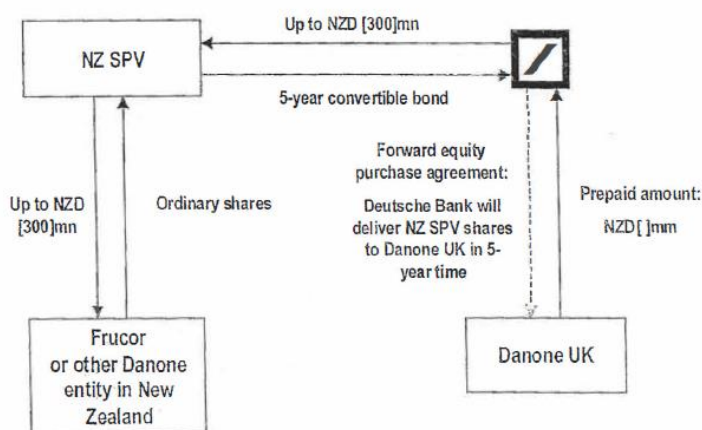 Up to NZD [300]mn
NZ SPV
5-year convertible bond
Forward equity
purchase agreement:
Deutsche Bank will
deliver NZ SPV shares
to Danone UK in 5-
year time
Prepaid amount:
NZD[ ]mm
Up to NZD
[300]mn
Ordinary shares
Frucor
or other Danone
entity in New
Zealand
Danone UK